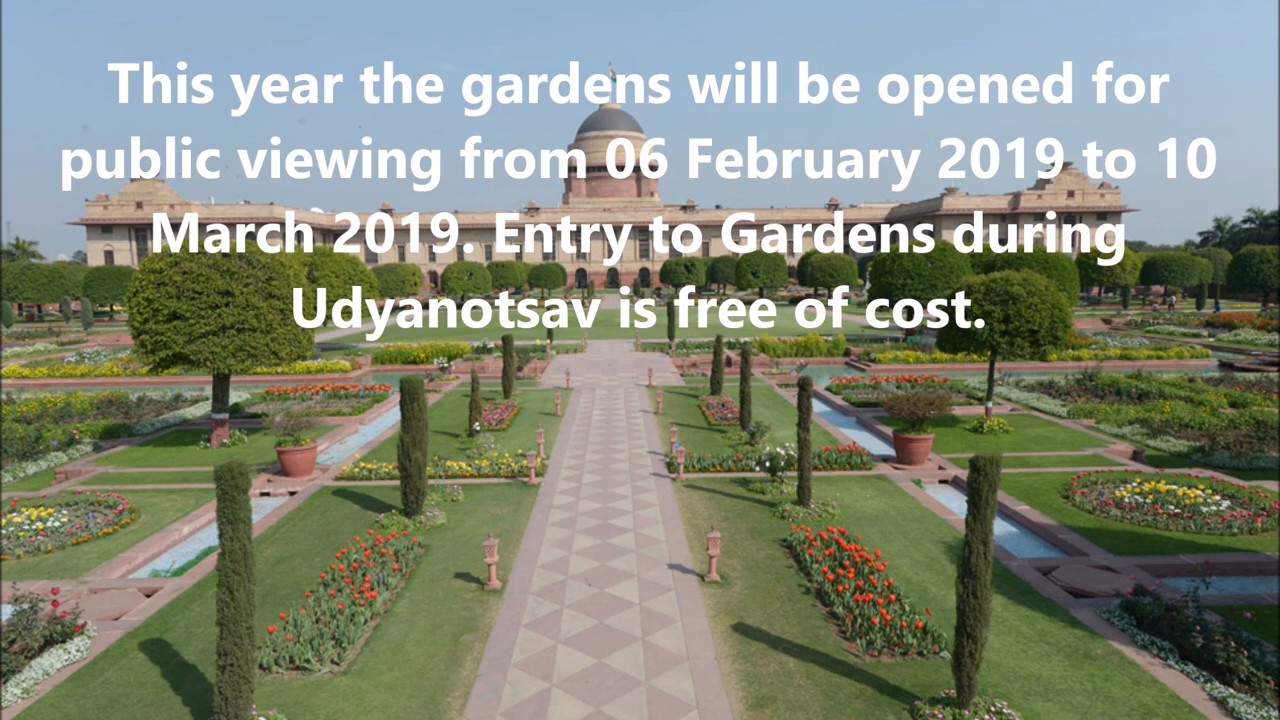 This year the gardens will be opened for
public viewing from 06 February 2019 to 10
March 2019. Entry to Gardens during
Udyanotsav is free of cost.